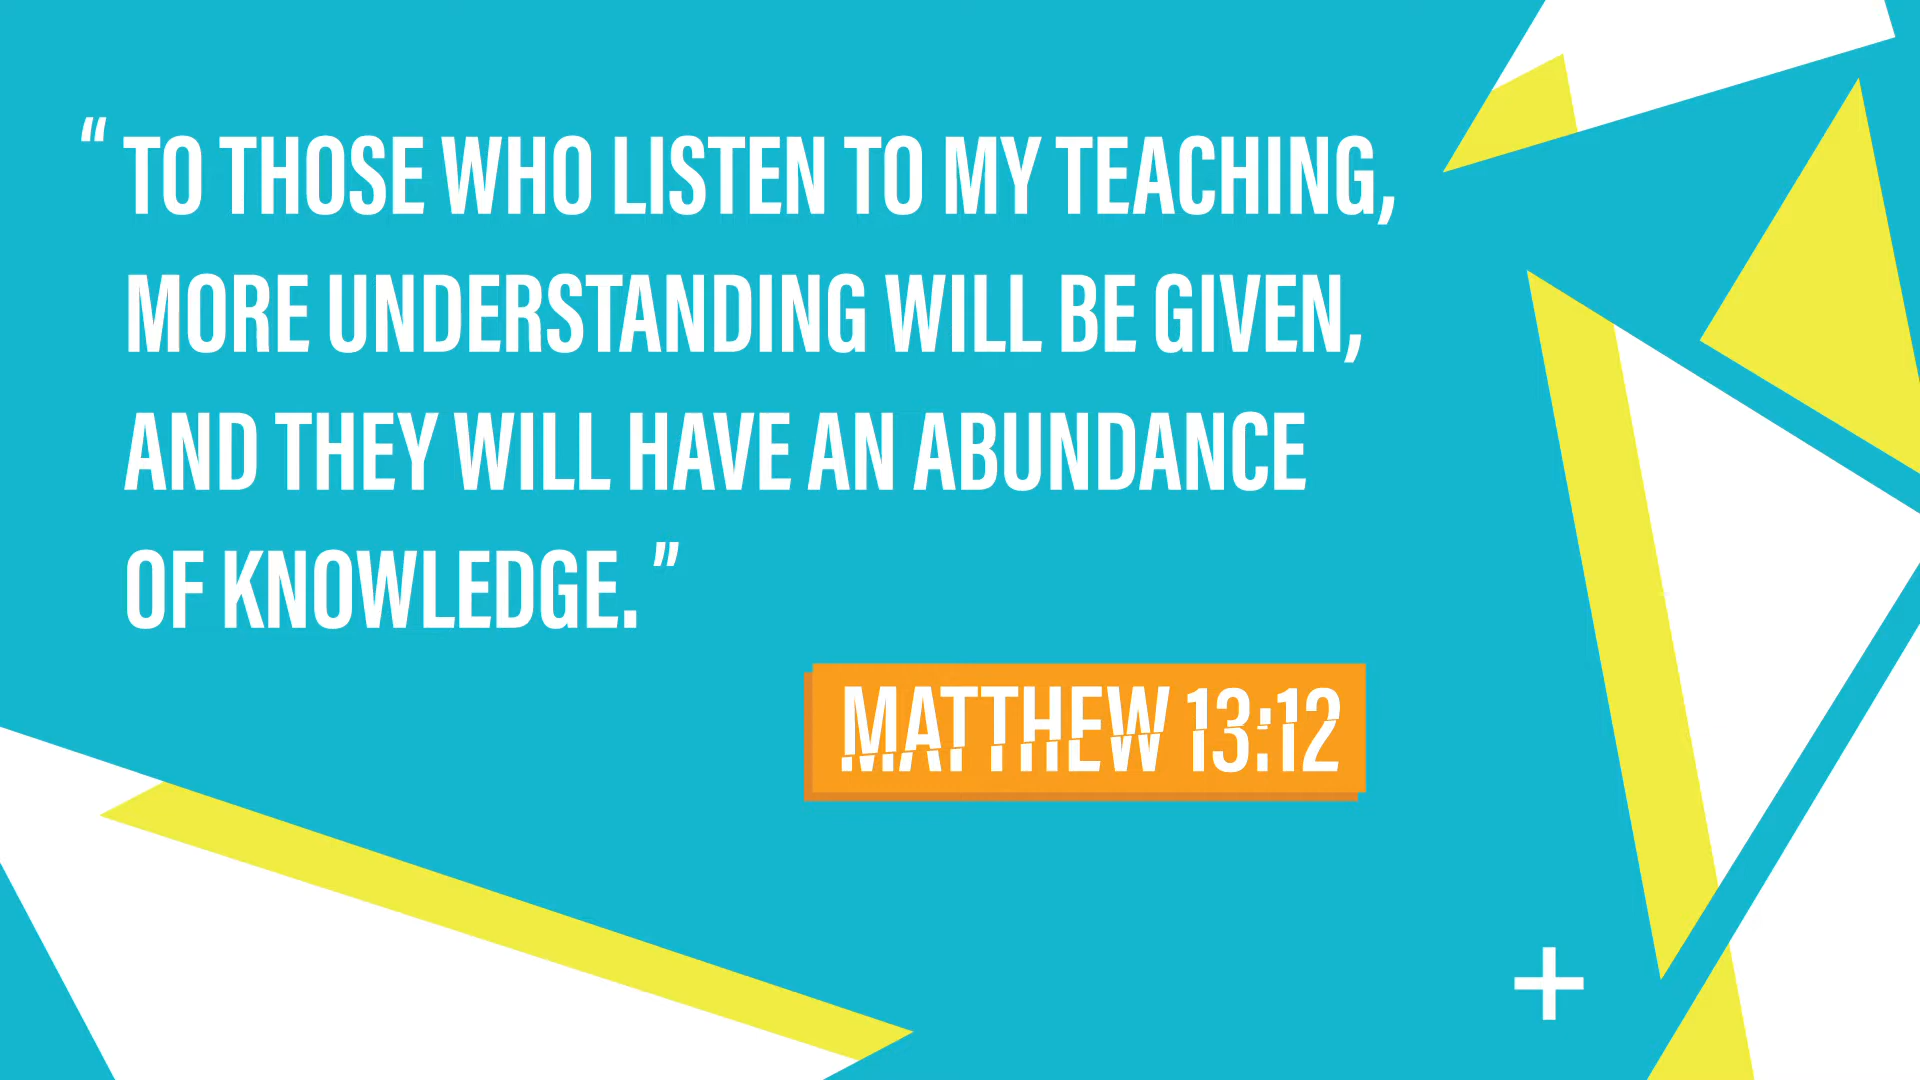 “ TO THOSE WHO LISTEN TO MY TEACHING,
MORE UNDERSTANDING WILL BE GIVEN,
AND THEY WILL HAVE AN ABUNDANCE
OF KNOWLEDGE. ”
MATTHEW 13:12